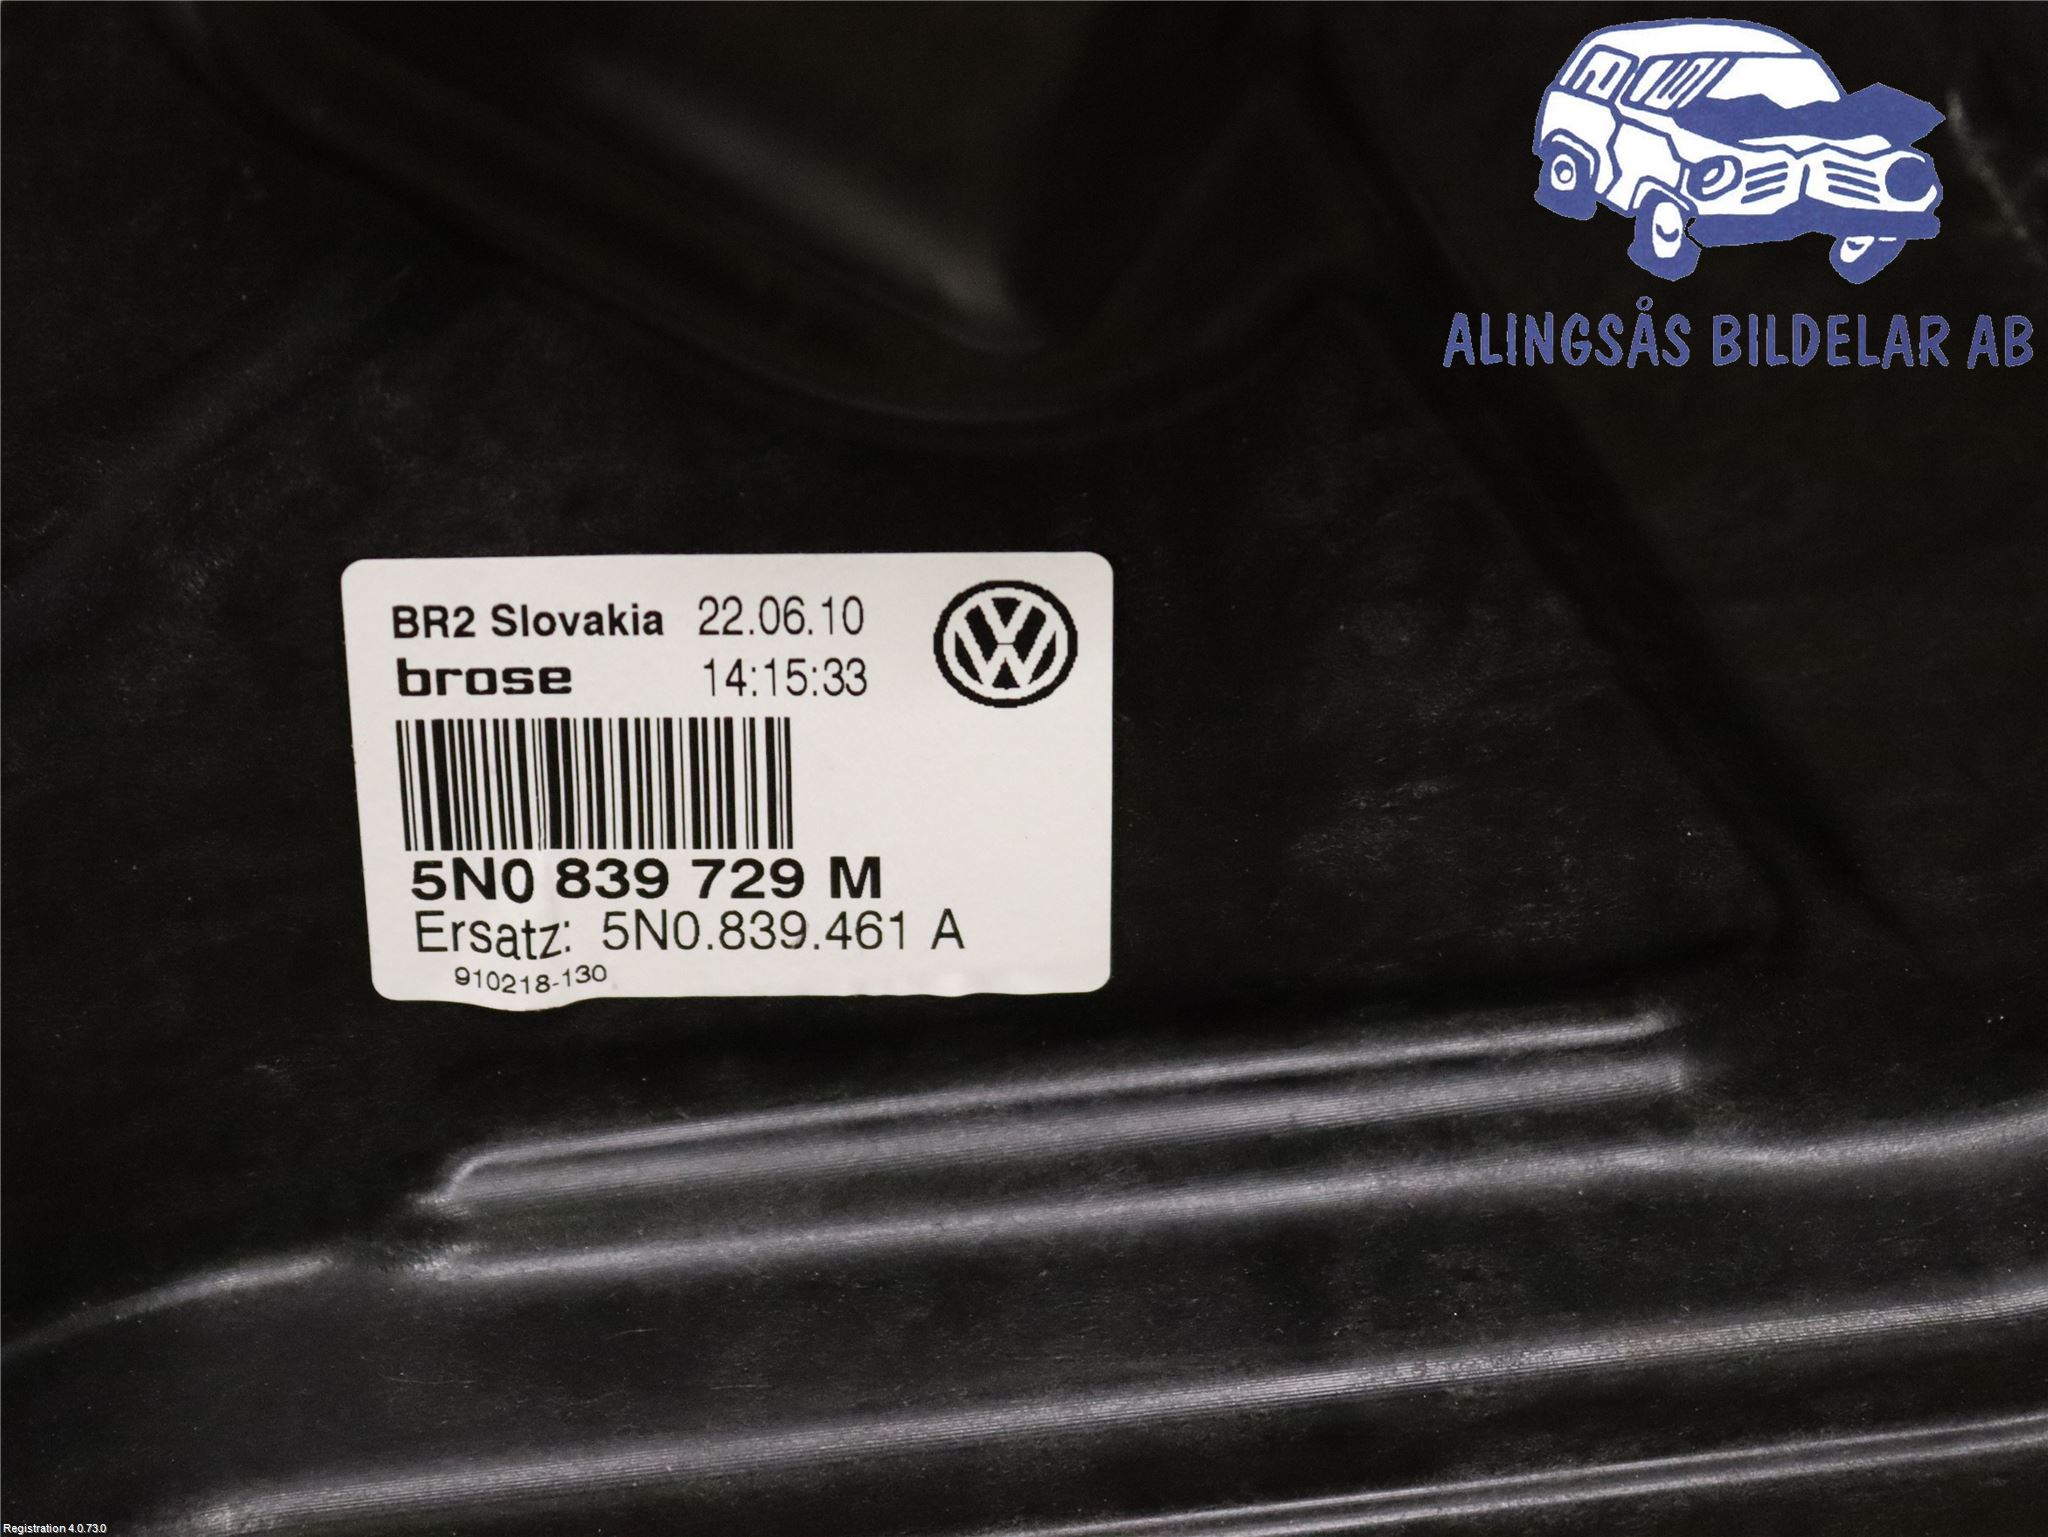 ALINGSÅS BILDELAR AB
BR2 Slovakia 22.06.10
brose 14:15:33
5N0 839 729 M
Ersatz: 5N0.839.461 A
910218-130
Registration 4.0.73.0